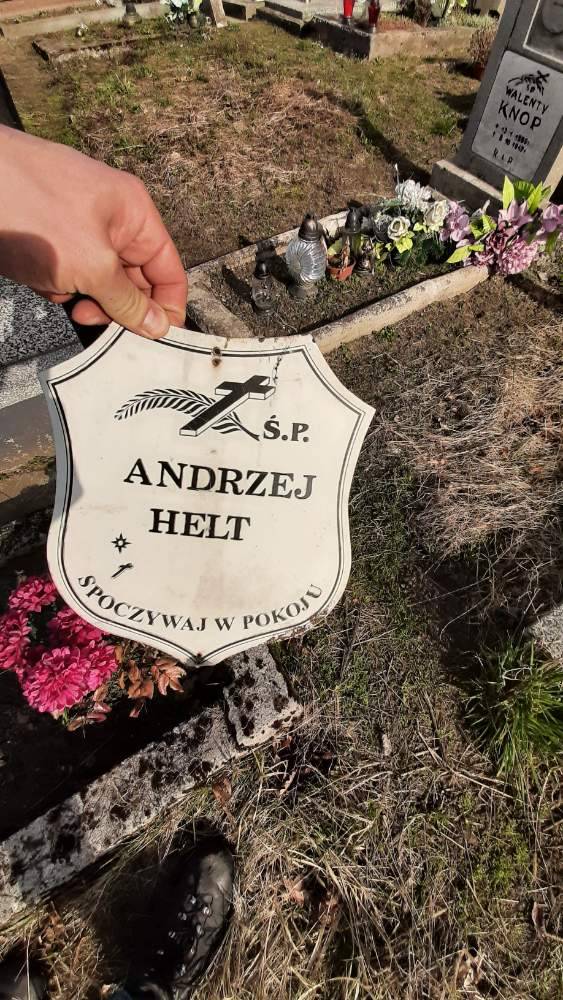 Ś.P.
ANDRZEJ
HELT
SPOCZYWAJ W POKOJU
Ś.P.
WALENTY
KNOP
R.I.P.